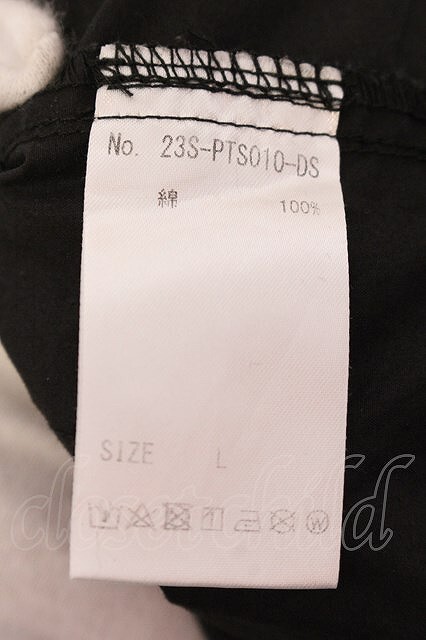 No. 23S-PTS010-DS
綿 100%
SIZE L
closetchild